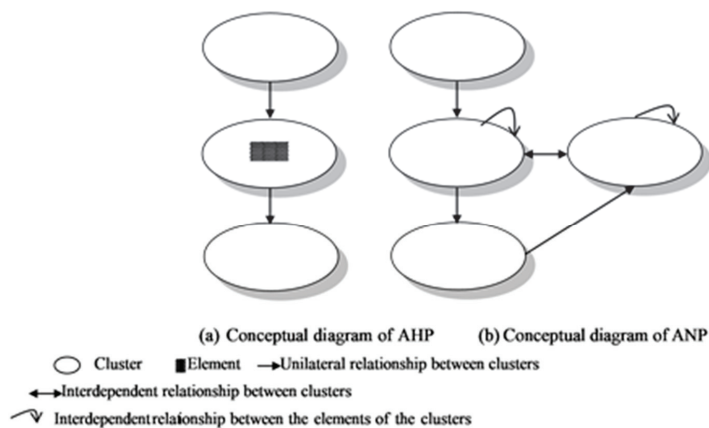 (a) Conceptual diagram of AHP (b) Conceptual diagram of ANP
Cluster Element Unilateral relationship between clusters
Interdependent relationship between clusters
Interdependent relationship between the elements of the clusters